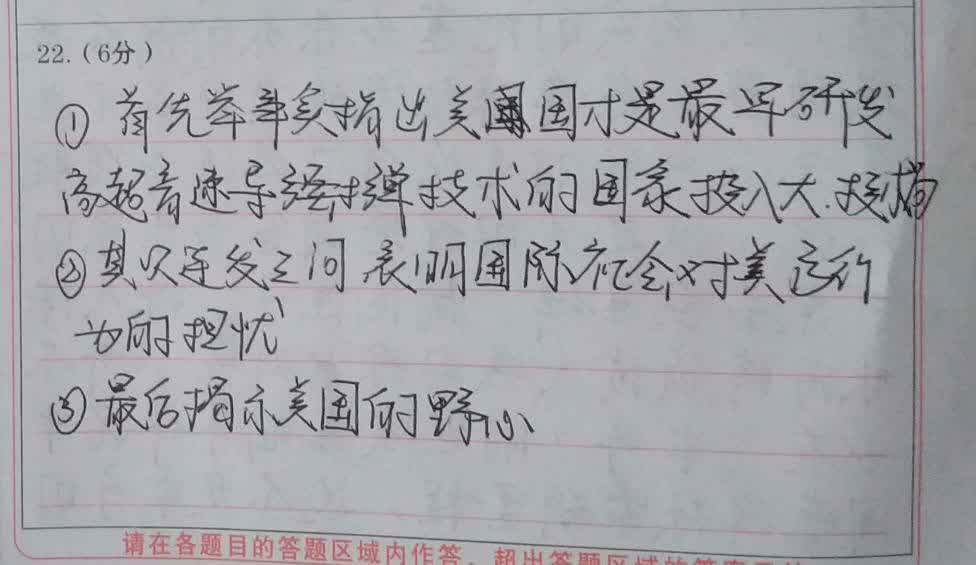 22.（6分）
①首先举事实指出美国才是最早研发
高超音速导弹技术的国家投入大.技术
②其次连发三问表明国际社会对美这行
为的担忧
③最后揭示美国的野心
请在各题目的答题区域内作答，超出答题区域的答案